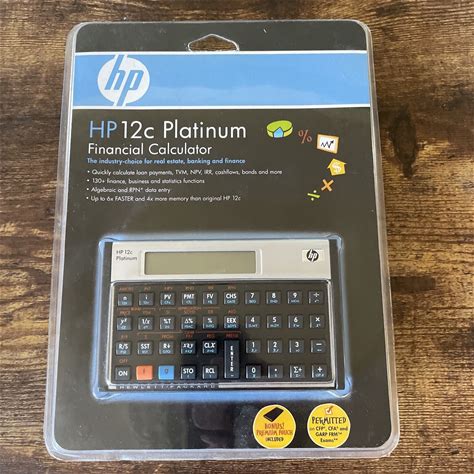 hp
HP 12c Platinum
Financial Calculator
The industry-choice for real estate, banking and finance
• Quickly calculate loan payments, TVM, NPV, IRR, cashflows, bonds and more
• 130+ finance, business and statistics functions
• Algebraic and RPN* data entry
• Up to 6x FASTER and 4x more memory than original HP 12c
%
$
÷
HP 12c
Platinum
hp
n i PV PMT FV CHS 7 8 9 ÷
yˣ 1/x %T Δ% % EEX 4 5 6 ×
R/S SST R↓ x≷y CLX ENTER 1 2 3 −
ON f g STO RCL 0 . Σ+ +
HEWLETT•PACKARD
BONUS!
PREMIUM POUCH
INCLUDED
PERMITTED
on CFP®, CFA® and
GARP FRM™
Exams*